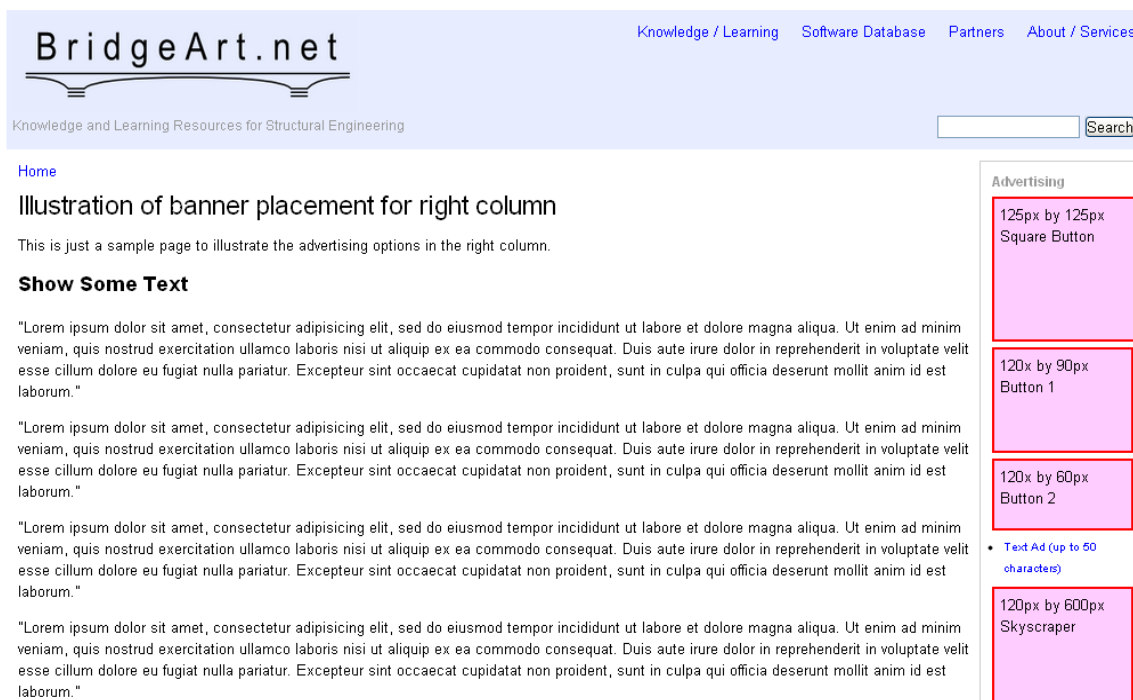 BridgeArt.net
Knowledge / Learning Software Database Partners About / Services
Knowledge and Learning Resources for Structural Engineering
Search
Home
Illustration of banner placement for right column
This is just a sample page to illustrate the advertising options in the right column.
Show Some Text
"Lorem ipsum dolor sit amet, consectetur adipisicing elit, sed do eiusmod tempor incididunt ut labore et dolore magna aliqua. Ut enim ad minim
veniam, quis nostrud exercitation ullamco laboris nisi ut aliquip ex ea commodo consequat. Duis aute irure dolor in reprehenderit in voluptate velit
esse cillum dolore eu fugiat nulla pariatur. Excepteur sint occaecat cupidatat non proident, sunt in culpa qui officia deserunt mollit anim id est
laborum."
"Lorem ipsum dolor sit amet, consectetur adipisicing elit, sed do eiusmod tempor incididunt ut labore et dolore magna aliqua. Ut enim ad minim
veniam, quis nostrud exercitation ullamco laboris nisi ut aliquip ex ea commodo consequat. Duis aute irure dolor in reprehenderit in voluptate velit
esse cillum dolore eu fugiat nulla pariatur. Excepteur sint occaecat cupidatat non proident, sunt in culpa qui officia deserunt mollit anim id est
laborum."
"Lorem ipsum dolor sit amet, consectetur adipisicing elit, sed do eiusmod tempor incididunt ut labore et dolore magna aliqua. Ut enim ad minim
veniam, quis nostrud exercitation ullamco laboris nisi ut aliquip ex ea commodo consequat. Duis aute irure dolor in reprehenderit in voluptate velit
esse cillum dolore eu fugiat nulla pariatur. Excepteur sint occaecat cupidatat non proident, sunt in culpa qui officia deserunt mollit anim id est
laborum."
"Lorem ipsum dolor sit amet, consectetur adipisicing elit, sed do eiusmod tempor incididunt ut labore et dolore magna aliqua. Ut enim ad minim
veniam, quis nostrud exercitation ullamco laboris nisi ut aliquip ex ea commodo consequat. Duis aute irure dolor in reprehenderit in voluptate velit
esse cillum dolore eu fugiat nulla pariatur. Excepteur sint occaecat cupidatat non proident, sunt in culpa qui officia deserunt mollit anim id est
laborum."
Advertising
125px by 125px
Square Button
120x by 90px
Button 1
120x by 60px
Button 2
• Text Ad (up to 50
characters)
120px by 600px
Skyscraper